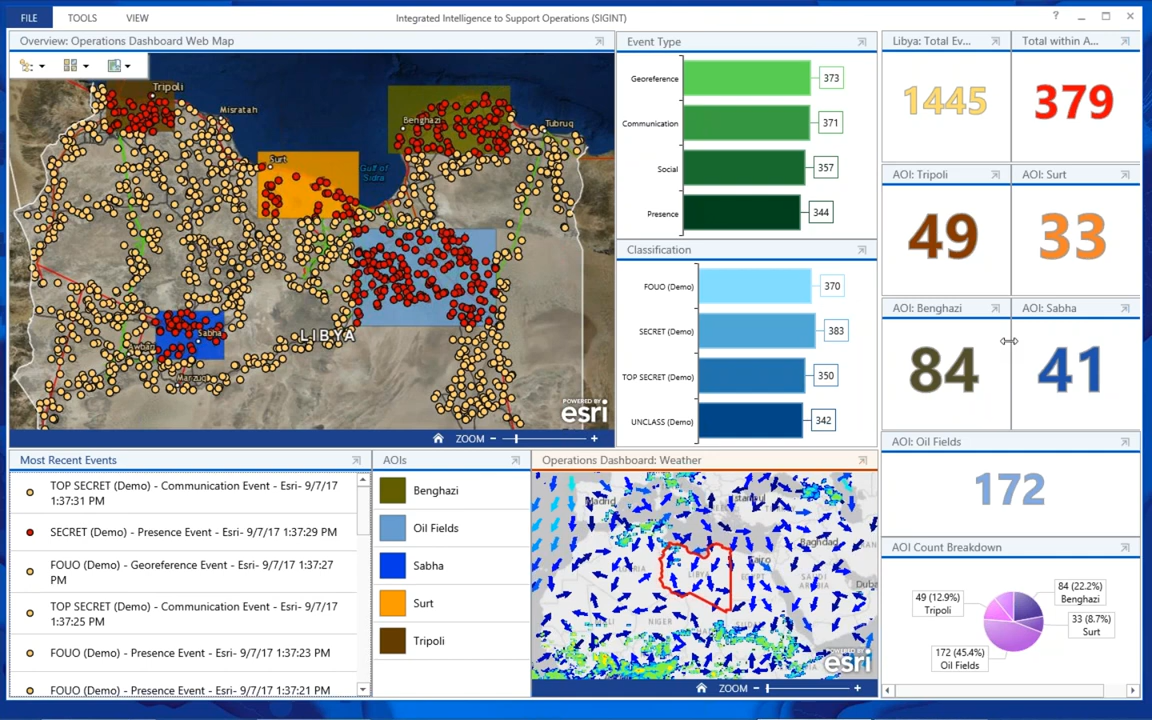 FILE
TOOLS
VIEW
Integrated Intelligence to Support Operations (SIGINT)
?
Overview: Operations Dashboard Web Map
Tripoli
Misratah
Benghazi
Tubruq
Surt
Gulf of
Sidra
LIBYA
Sabha
POWERED BY
esri
ZOOM
Event Type
Georeference
373
Communication
371
Social
357
Presence
344
Classification
FOUO (Demo)
370
SECRET (Demo)
383
TOP SECRET (Demo)
350
UNCLASS (Demo)
342
Libya: Total Ev...
1445
Total within A...
379
AOI: Tripoli
49
AOI: Surt
33
AOI: Benghazi
84
AOI: Sabha
41
AOI: Oil Fields
172
AOI Count Breakdown
84 (22.2%)
Benghazi
49 (12.9%)
Tripoli
33 (8.7%)
Surt
172 (45.4%)
Oil Fields
Most Recent Events
TOP SECRET (Demo) - Communication Event - Esri- 9/7/17
1:37:31 PM
SECRET (Demo) - Presence Event - Esri- 9/7/17 1:37:29 PM
FOUO (Demo) - Georeference Event - Esri- 9/7/17 1:37:27
PM
TOP SECRET (Demo) - Communication Event - Esri- 9/7/17
1:37:25 PM
FOUO (Demo) - Presence Event - Esri- 9/7/17 1:37:23 PM
FOUO (Demo) - Presence Event - Esri- 9/7/17 1:37:21 PM
AOIs
Benghazi
Oil Fields
Sabha
Surt
Tripoli
Operations Dashboard: Weather
Madrid
Istanbul
Baghdad
LIBYA
EGYPT
SAUDI
ARABIA
NIGER
POWERED BY
esri
ZOOM